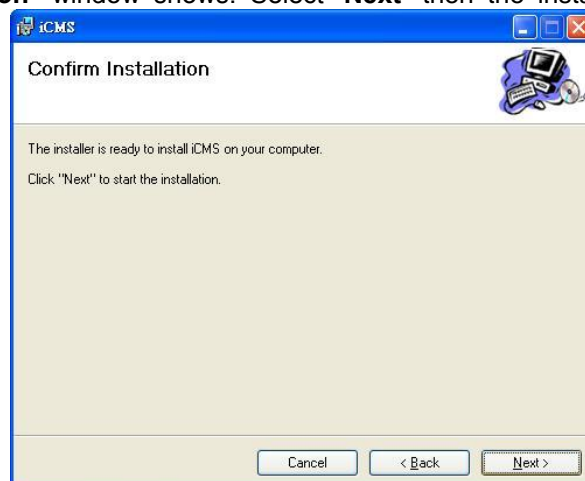 window shows. Select "Next" then the
iCMS
Confirm Installation
The installer is ready to install iCMS on your computer.
Click "Next" to start the installation.
Cancel
< Back
Next >